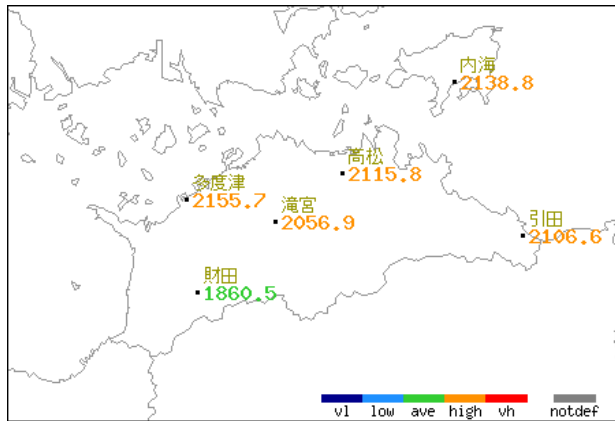 内海
2138.8
高松
2115.8
多度津
2155.7
滝宮
2056.9
引田
2106.6
財田
1860.5
vl low ave high vh notdef